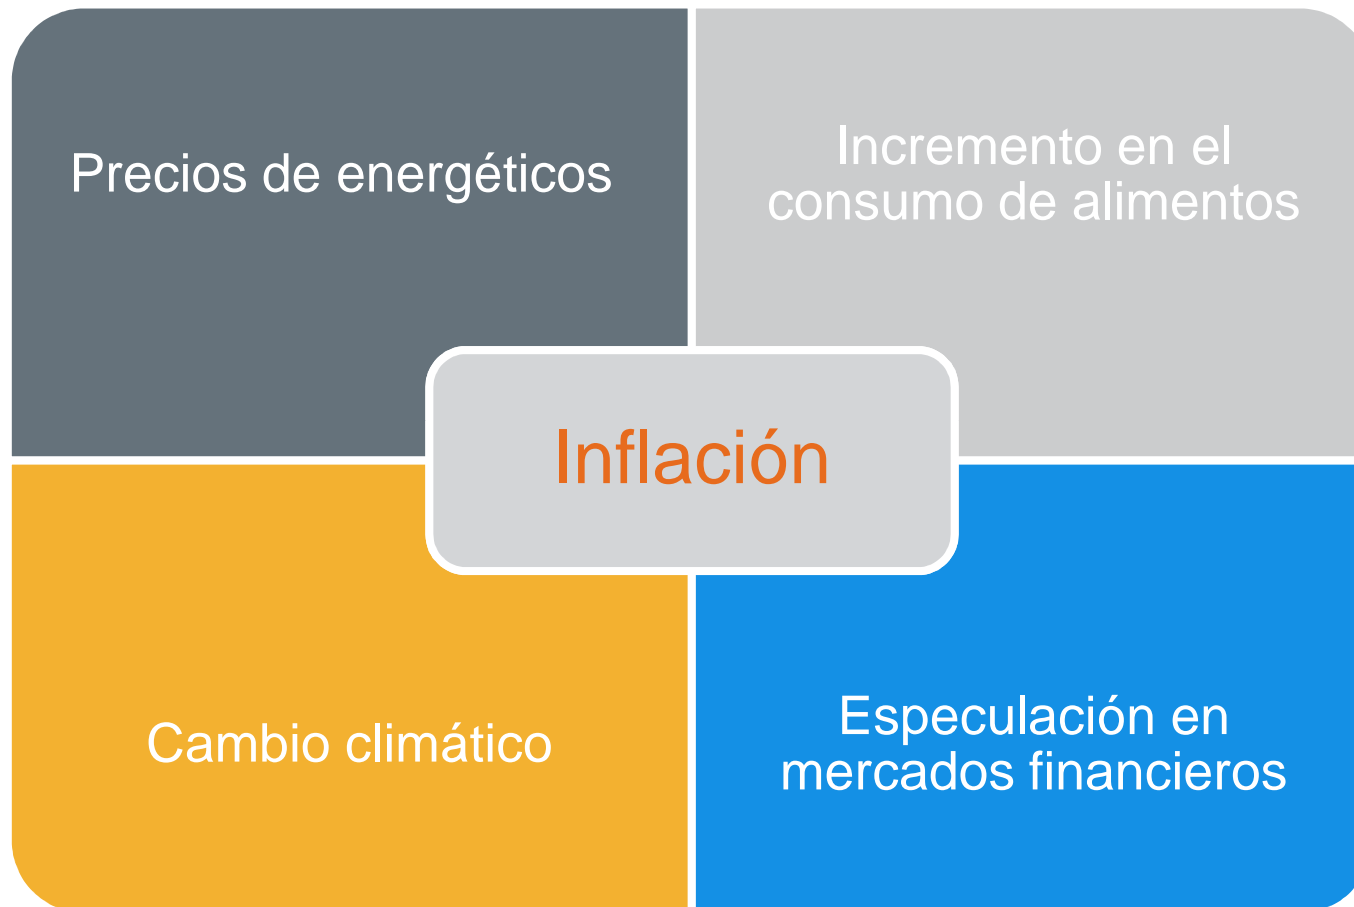 Precios de energéticos
Incremento en el
consumo de alimentos
Inflación
Cambio climático
Especulación en
mercados financieros